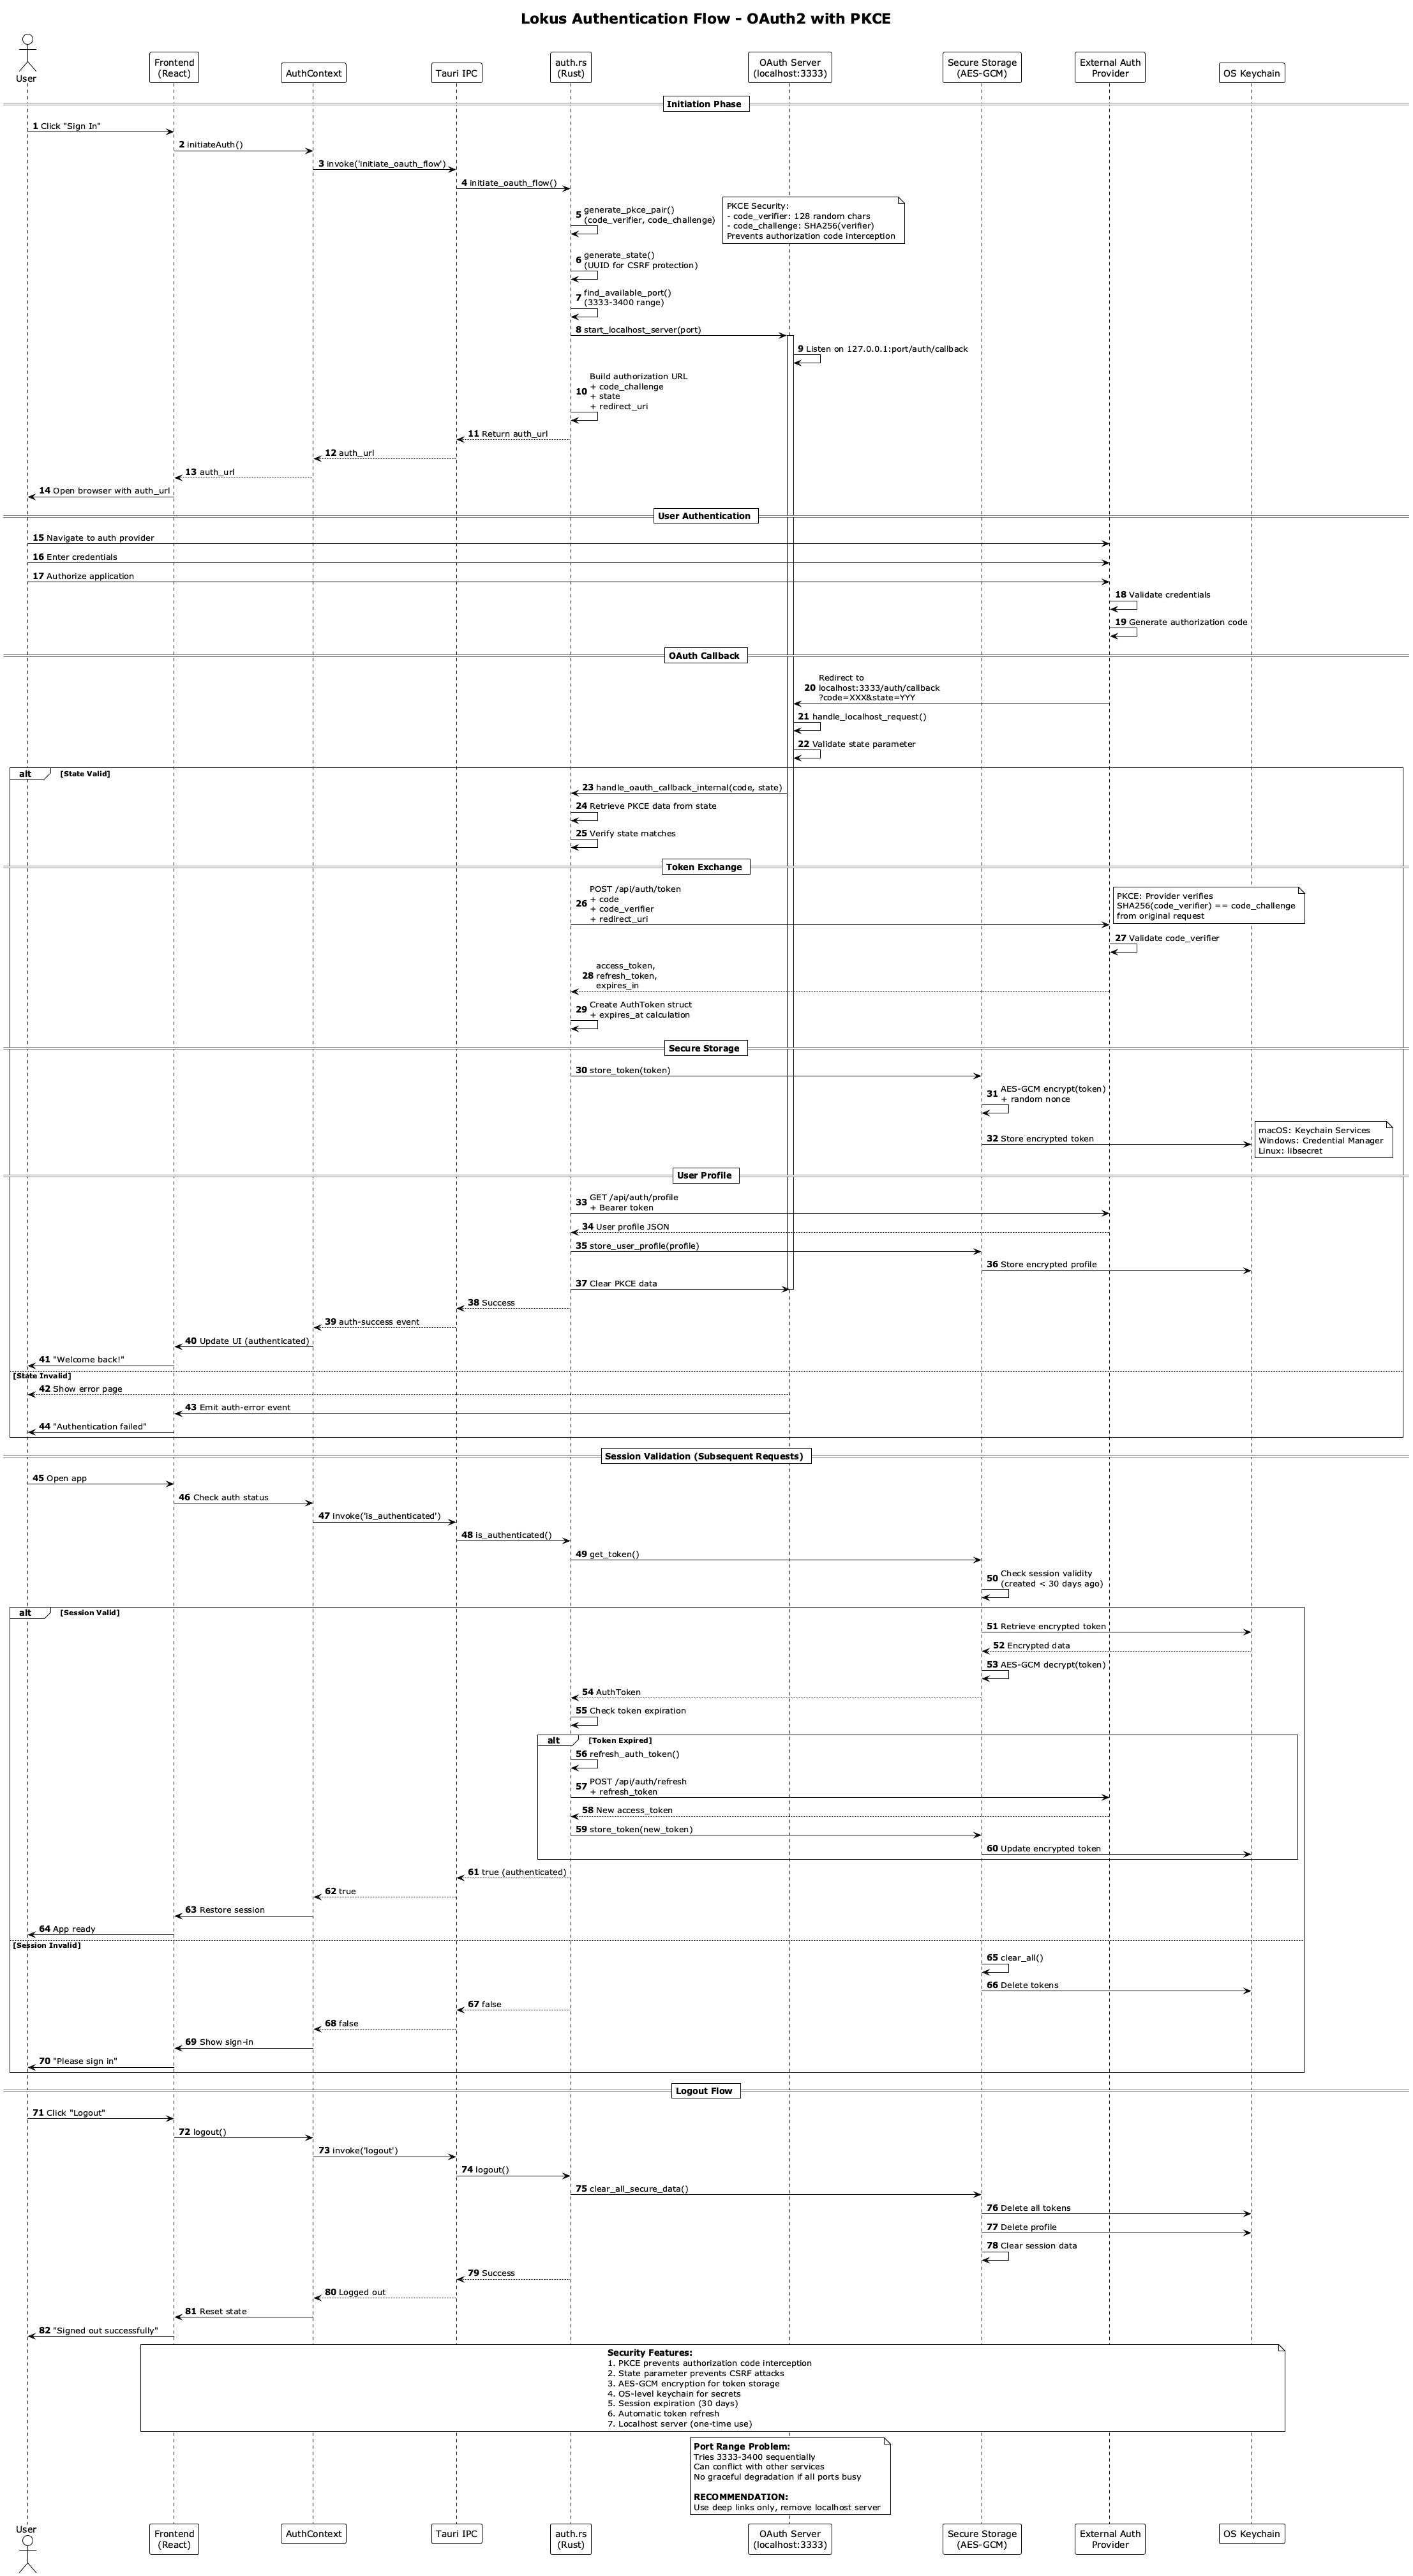 Lokus Authentication Flow - OAuth2 with PKCE
User
Frontend
(React)
AuthContext
Tauri IPC
auth.rs
(Rust)
OAuth Server
(localhost:3333)
Secure Storage
(AES-GCM)
External Auth
Provider
OS Keychain
Initiation Phase
1 Click "Sign In"
2 initiateAuth()
3 invoke('initiate_oauth_flow')
4 initiate_oauth_flow()
5 generate_pkce_pair()
(code_verifier, code_challenge)
PKCE Security:
- code_verifier: 128 random chars
- code_challenge: SHA256(verifier)
Prevents authorization code interception
6 generate_state()
(UUID for CSRF protection)
7 find_available_port()
(3333-3400 range)
8 start_localhost_server(port)
9 Listen on 127.0.0.1:port/auth/callback
10 Build authorization URL
+ code_challenge
+ state
+ redirect_uri
11 Return auth_url
12 auth_url
13 auth_url
14 Open browser with auth_url
User Authentication
15 Navigate to auth provider
16 Enter credentials
17 Authorize application
18 Validate credentials
19 Generate authorization code
OAuth Callback
20 Redirect to
localhost:3333/auth/callback
?code=XXX&state=YYY
21 handle_localhost_request()
22 Validate state parameter
alt [State Valid]
23 handle_oauth_callback_internal(code, state)
24 Retrieve PKCE data from state
25 Verify state matches
Token Exchange
26 POST /api/auth/token
+ code
+ code_verifier
+ redirect_uri
PKCE: Provider verifies
SHA256(code_verifier) == code_challenge
from original request
27 Validate code_verifier
28 access_token,
refresh_token,
expires_in
29 Create AuthToken struct
+ expires_at calculation
Secure Storage
30 store_token(token)
31 AES-GCM encrypt(token)
+ random nonce
32 Store encrypted token
macOS: Keychain Services
Windows: Credential Manager
Linux: libsecret
User Profile
33 GET /api/auth/profile
+ Bearer token
34 User profile JSON
35 store_user_profile(profile)
36 Store encrypted profile
37 Clear PKCE data
38 Success
39 auth-success event
40 Update UI (authenticated)
41 "Welcome back!"
[State Invalid]
42 Show error page
43 Emit auth-error event
44 "Authentication failed"
Session Validation (Subsequent Requests)
45 Open app
46 Check auth status
47 invoke('is_authenticated')
48 is_authenticated()
49 get_token()
50 Check session validity
(created < 30 days ago)
alt [Session Valid]
51 Retrieve encrypted token
52 Encrypted data
53 AES-GCM decrypt(token)
54 AuthToken
55 Check token expiration
alt [Token Expired]
56 refresh_auth_token()
57 POST /api/auth/refresh
+ refresh_token
58 New access_token
59 store_token(new_token)
60 Update encrypted token
61 true (authenticated)
62 true
63 Restore session
64 App ready
[Session Invalid]
65 clear_all()
66 Delete tokens
67 false
68 false
69 Show sign-in
70 "Please sign in"
Logout Flow
71 Click "Logout"
72 logout()
73 invoke('logout')
74 logout()
75 clear_all_secure_data()
76 Delete all tokens
77 Delete profile
78 Clear session data
79 Success
80 Logged out
81 Reset state
82 "Signed out successfully"
Security Features:
1. PKCE prevents authorization code interception
2. State parameter prevents CSRF attacks
3. AES-GCM encryption for token storage
4. OS-level keychain for secrets
5. Session expiration (30 days)
6. Automatic token refresh
7. Localhost server (one-time use)
Port Range Problem:
Tries 3333-3400 sequentially
Can conflict with other services
No graceful degradation if all ports busy
RECOMMENDATION:
Use deep links only, remove localhost server
User
Frontend
(React)
AuthContext
Tauri IPC
auth.rs
(Rust)
OAuth Server
(localhost:3333)
Secure Storage
(AES-GCM)
External Auth
Provider
OS Keychain